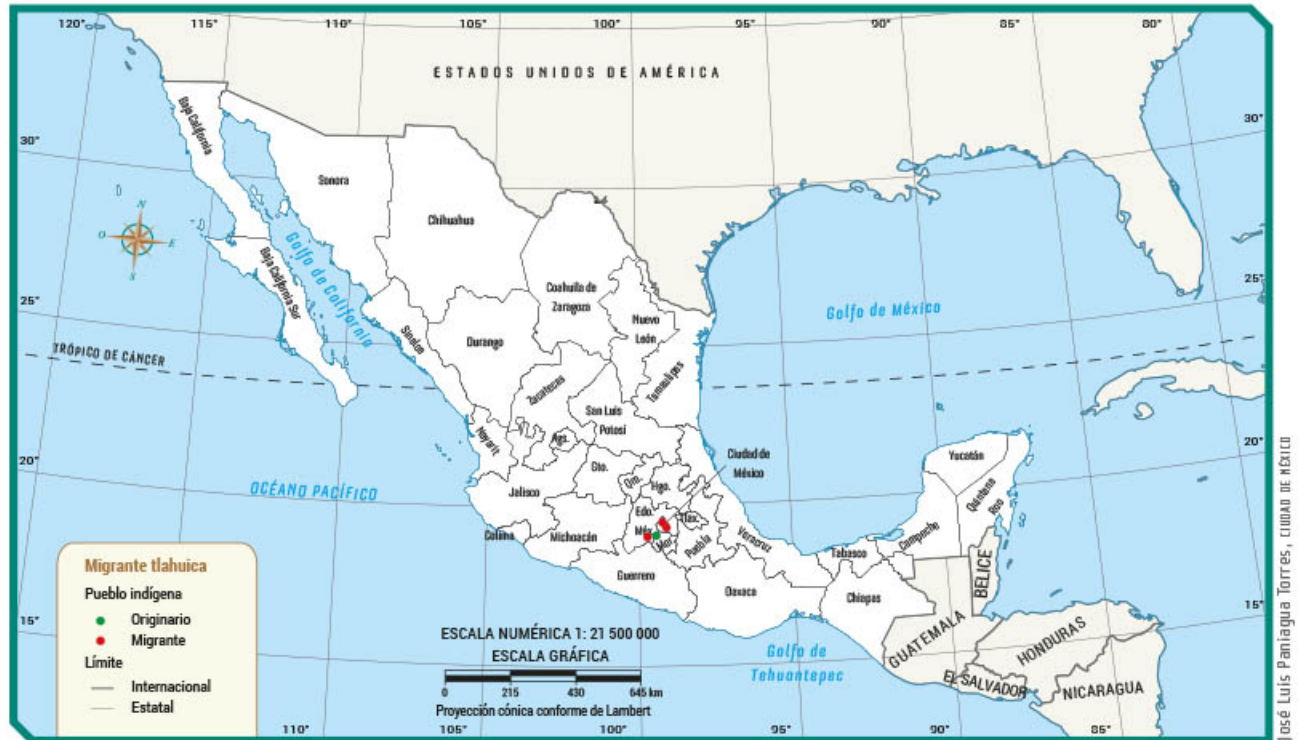 120°
115°
110°
105°
100°
95°
90°
85°
80°
ESTADOS UNIDOS DE AMÉRICA
30°
30°
Baja California
Sonora
Chihuahua
N
O
E
S
Golfo de California
Baja California Sur
Coahuila de
Zaragoza
25°
25°
Nuevo
León
Golfo de México
Sinaloa
Durango
TRÓPICO DE CÁNCER
Tamaulipas
Zacatecas
San Luis
Potosí
Nayarit
Ags.
20°
20°
Ciudad de
México
Yucatán
Gto.
Qro.
Hgo.
Quintana
Roo
OCÉANO PACÍFICO
Jalisco
Edo.
Méx.
Tlax.
Colima
Michoacán
Mor.
Puebla
Veracruz
Campeche
Tabasco
BELICE
Guerrero
Oaxaca
Chiapas
15°
15°
GUATEMALA
HONDURAS
EL SALVADOR
NICARAGUA
Golfo de
Tehuantepec
Migrante tlahuica
Pueblo indígena
Originario
Migrante
Límite
Internacional
Estatal
ESCALA NUMÉRICA 1: 21 500 000
ESCALA GRÁFICA
0 215 430 645 km
Proyección cónica conforme de Lambert
110°
105°
100°
95°
90°
85°
José Luis Paniagua Torres, CIUDAD DE MÉXICO